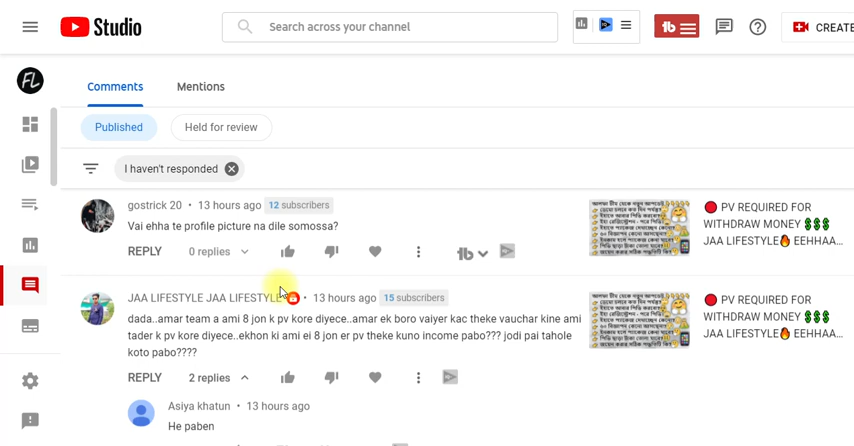 Studio
Search across your channel
CREATE
FL
Comments
Mentions
Published
Held for review
I haven't responded
gostrick 20 • 13 hours ago 12 subscribers
Vai ehha te profile picture na dile somossa?
REPLY 0 replies
PV REQUIRED FOR
WITHDRAW MONEY $$$
JAA LIFESTYLE EEHHAA...
JAA LIFESTYLE JAA LIFESTYLE • 13 hours ago 15 subscribers
dada..amar team a ami 8 jon k pv kore diyece..amar ek boro vaiyer kac theke vauchar kine ami
tader k pv kore diyece..ekhon ki ami ei 8 jon er pv theke kuno income pabo??? jodi pai tahole
koto pabo????
REPLY 2 replies
PV REQUIRED FOR
WITHDRAW MONEY $$$
JAA LIFESTYLE EEHHAA...
Asiya khatun • 13 hours ago
He paben